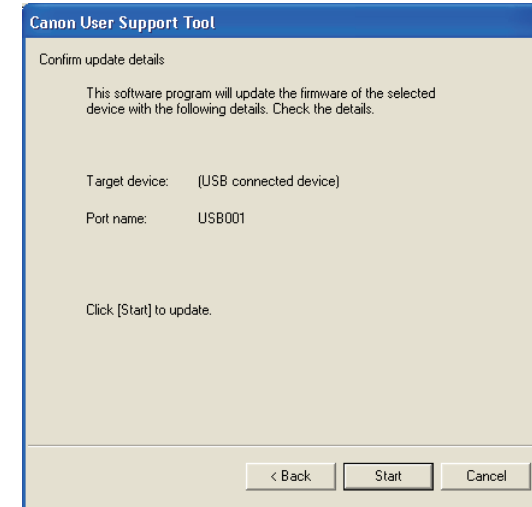 Canon User Support Tool
Confirm update details
This software program will update the firmware of the selected
device with the following details. Check the details.
Target device: (USB connected device)
Port name: USB001
Click [Start] to update.
< Back Start Cancel